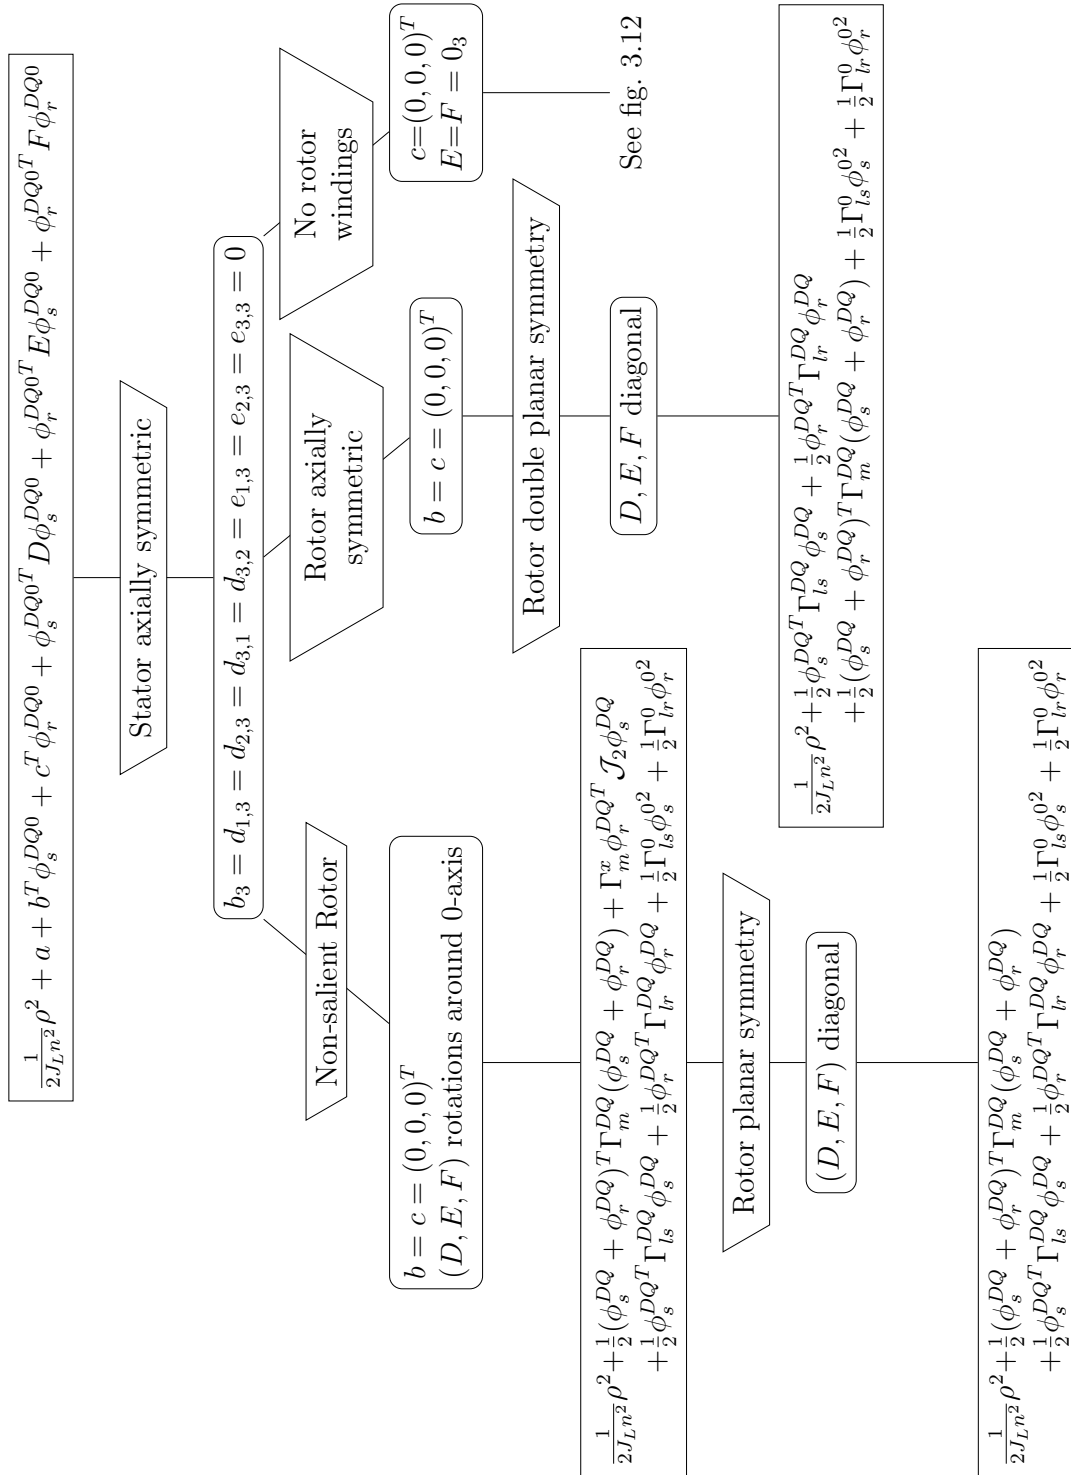 $\frac{1}{2J_Ln^2}\rho^2 + a + b^T\phi_s^{DQ0} + c^T\phi_r^{DQ0} + \phi_s^{DQ0^T}D\phi_s^{DQ0} + \phi_r^{DQ0^T}E\phi_s^{DQ0} + \phi_r^{DQ0^T}F\phi_r^{DQ0}$
Stator axially symmetric
$b_3 = d_{1,3} = d_{2,3} = d_{3,1} = d_{3,2} = e_{1,3} = e_{2,3} = e_{3,3} = 0$
Non-salient Rotor
$b = c = (0,0,0)^T$
$(D,E,F)$ rotations around 0-axis
$\frac{1}{2J_Ln^2}\rho^2 + \frac{1}{2}(\phi_s^{DQ} + \phi_r^{DQ})^T\Gamma_m^{DQ}(\phi_s^{DQ} + \phi_r^{DQ}) + \Gamma_m^x\phi_r^{DQ^T}\mathcal{J}_2\phi_s^{DQ}$
$+\frac{1}{2}\phi_s^{DQ^T}\Gamma_{ls}^{DQ}\phi_s^{DQ} + \frac{1}{2}\phi_r^{DQ^T}\Gamma_{lr}^{DQ}\phi_r^{DQ} + \frac{1}{2}\Gamma_{ls}^0\phi_s^{0^2} + \frac{1}{2}\Gamma_{lr}^0\phi_r^{0^2}$
Rotor planar symmetry
$(D,E,F)$ diagonal
$\frac{1}{2J_Ln^2}\rho^2 + \frac{1}{2}(\phi_s^{DQ} + \phi_r^{DQ})^T\Gamma_m^{DQ}(\phi_s^{DQ} + \phi_r^{DQ})$
$+\frac{1}{2}\phi_s^{DQ^T}\Gamma_{ls}^{DQ}\phi_s^{DQ} + \frac{1}{2}\phi_r^{DQ^T}\Gamma_{lr}^{DQ}\phi_r^{DQ} + \frac{1}{2}\Gamma_{ls}^0\phi_s^{0^2} + \frac{1}{2}\Gamma_{lr}^0\phi_r^{0^2}$
Rotor axially
symmetric
$b = c = (0,0,0)^T$
Rotor double planar symmetry
$D,E,F$ diagonal
$\frac{1}{2J_Ln^2}\rho^2 + \frac{1}{2}\phi_s^{DQ^T}\Gamma_{ls}^{DQ}\phi_s^{DQ} + \frac{1}{2}\phi_r^{DQ^T}\Gamma_{lr}^{DQ}\phi_r^{DQ}$
$+\frac{1}{2}(\phi_s^{DQ} + \phi_r^{DQ})^T\Gamma_m^{DQ}(\phi_s^{DQ} + \phi_r^{DQ}) + \frac{1}{2}\Gamma_{ls}^0\phi_s^{0^2} + \frac{1}{2}\Gamma_{lr}^0\phi_r^{0^2}$
No rotor
windings
$c{=}(0,0,0)^T$
$E{=}F = 0_3$
See fig. 3.12